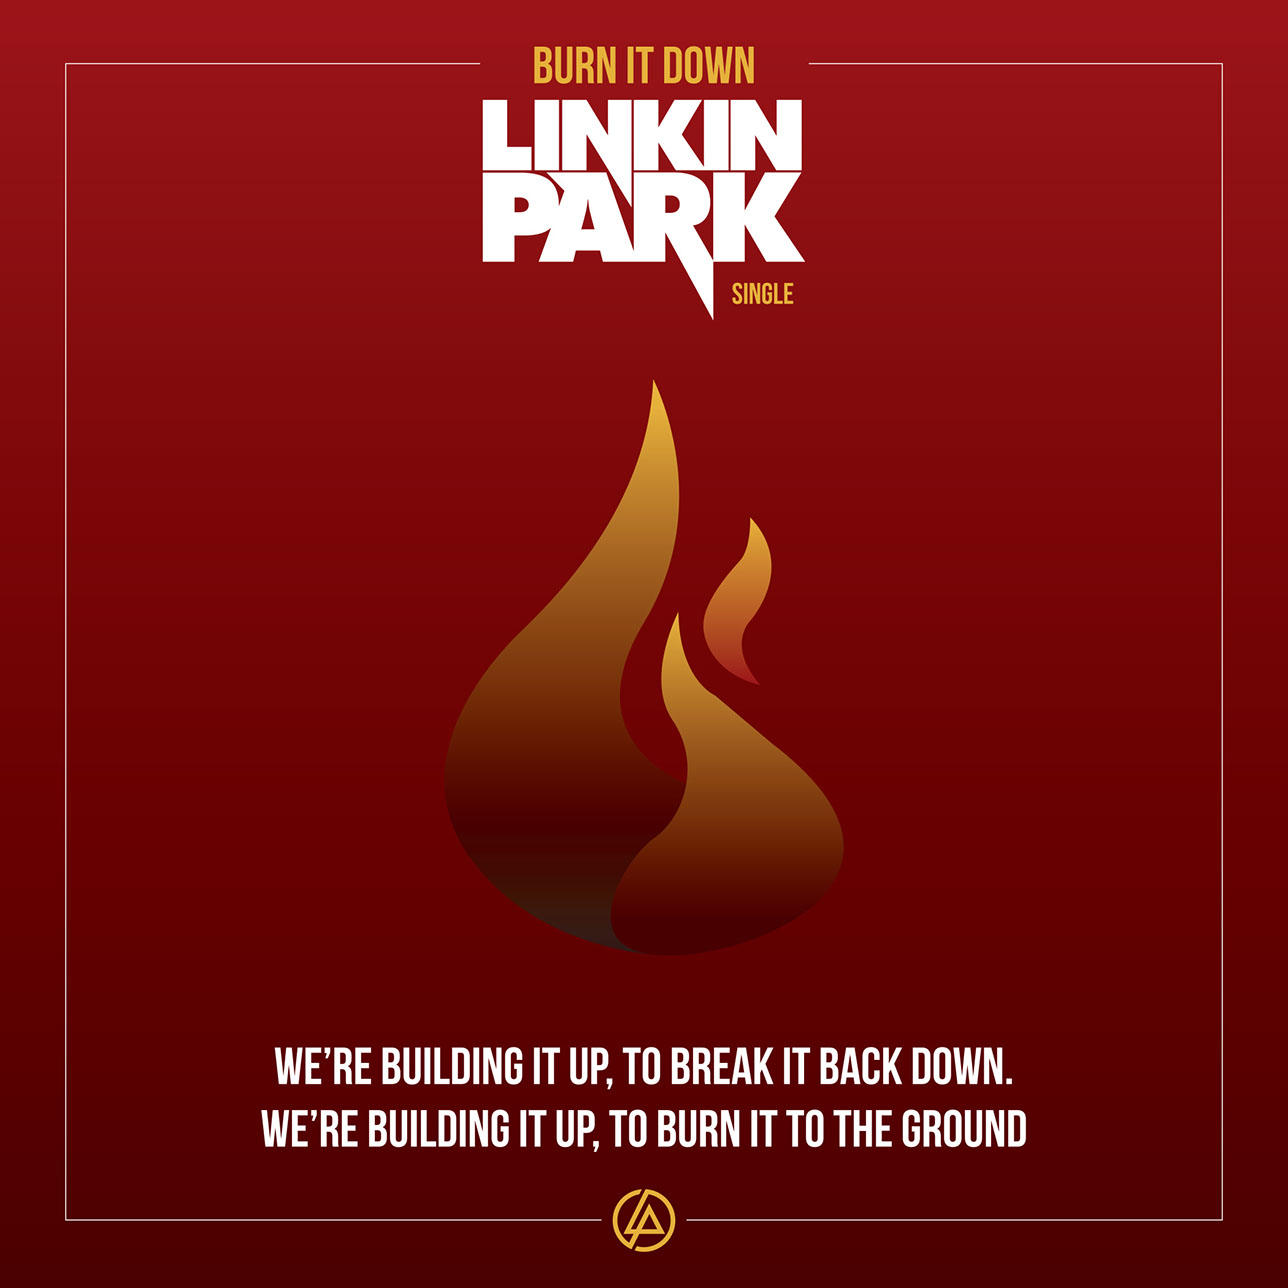 BURN IT DOWN
LINKIN
PARK
SINGLE
WE’RE BUILDING IT UP, TO BREAK IT BACK DOWN.
WE’RE BUILDING IT UP, TO BURN IT TO THE GROUND